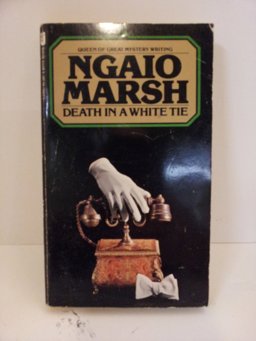 QUEEN OF GREAT MYSTERY WRITING
NGAIO
MARSH
DEATH IN A WHITE TIE